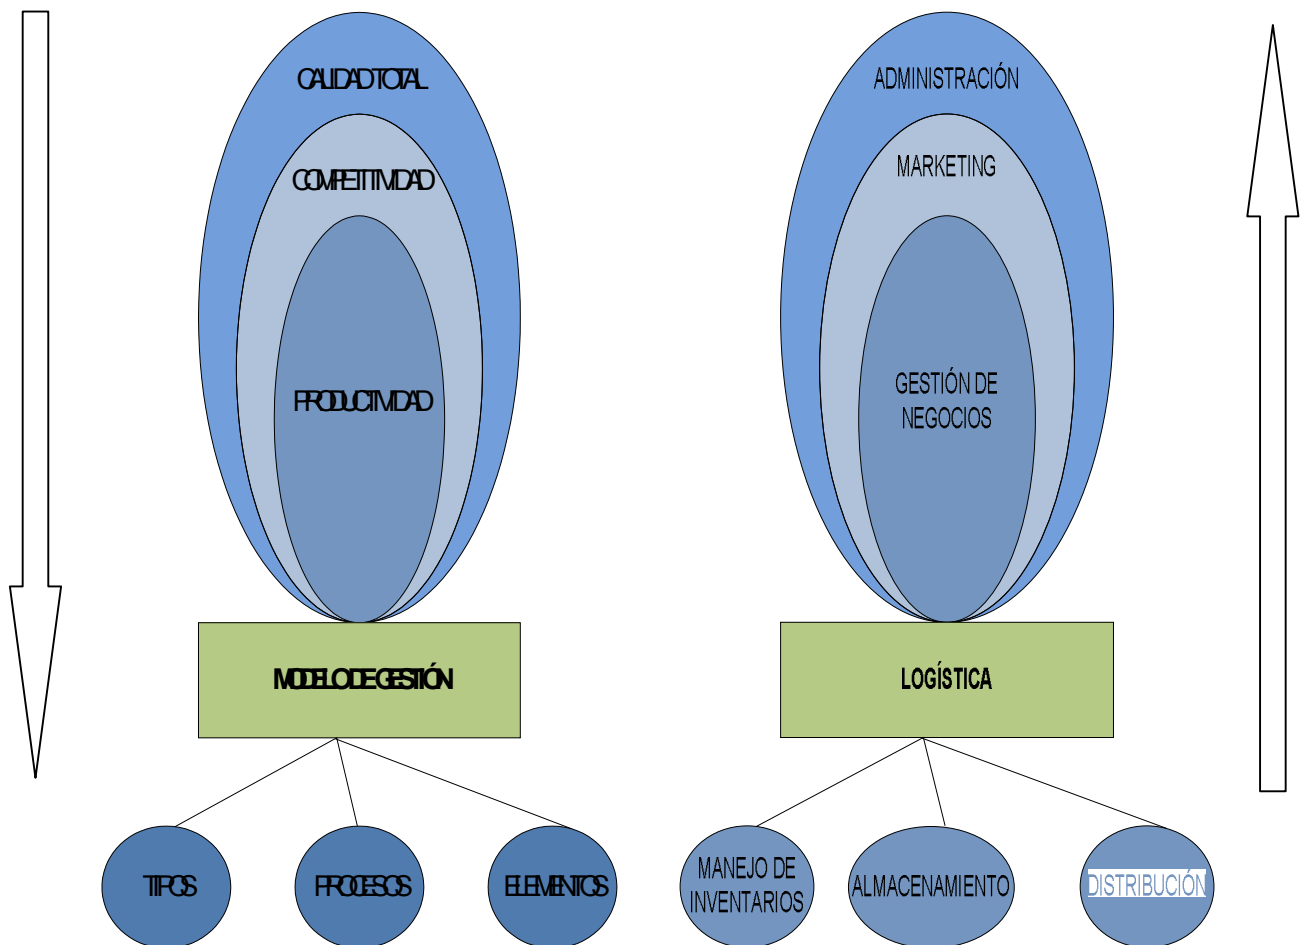 CALIDAD TOTAL
COMPETITIVIDAD
PRODUCTIVIDAD
MODELO DE GESTIÓN
TIPOS
PROCESOS
ELEMENTOS
ADMINISTRACIÓN
MARKETING
GESTIÓN DE
NEGOCIOS
LOGÍSTICA
MANEJO DE
INVENTARIOS
ALMACENAMIENTO
DISTRIBUCIÓN